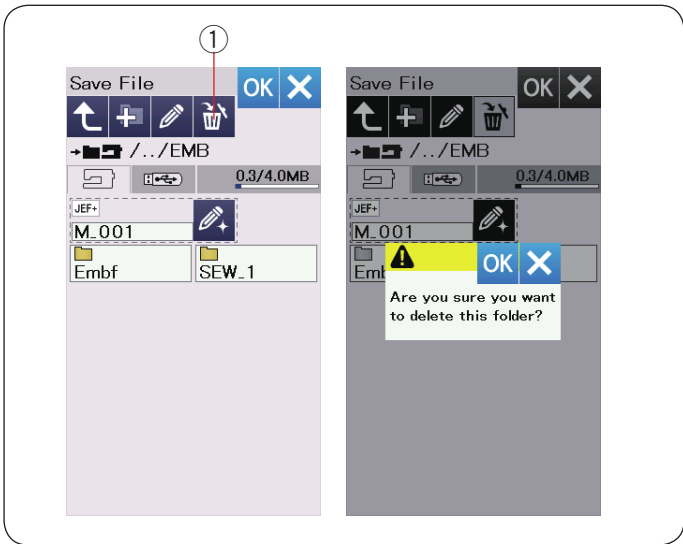 1
Save File
OK
→ /../EMB
0.3/4.0MB
JEF+
M_001
Embf
SEW_1
Save File
OK
→ /../EMB
0.3/4.0MB
JEF+
M_001
OK
Are you sure you want
to delete this folder?